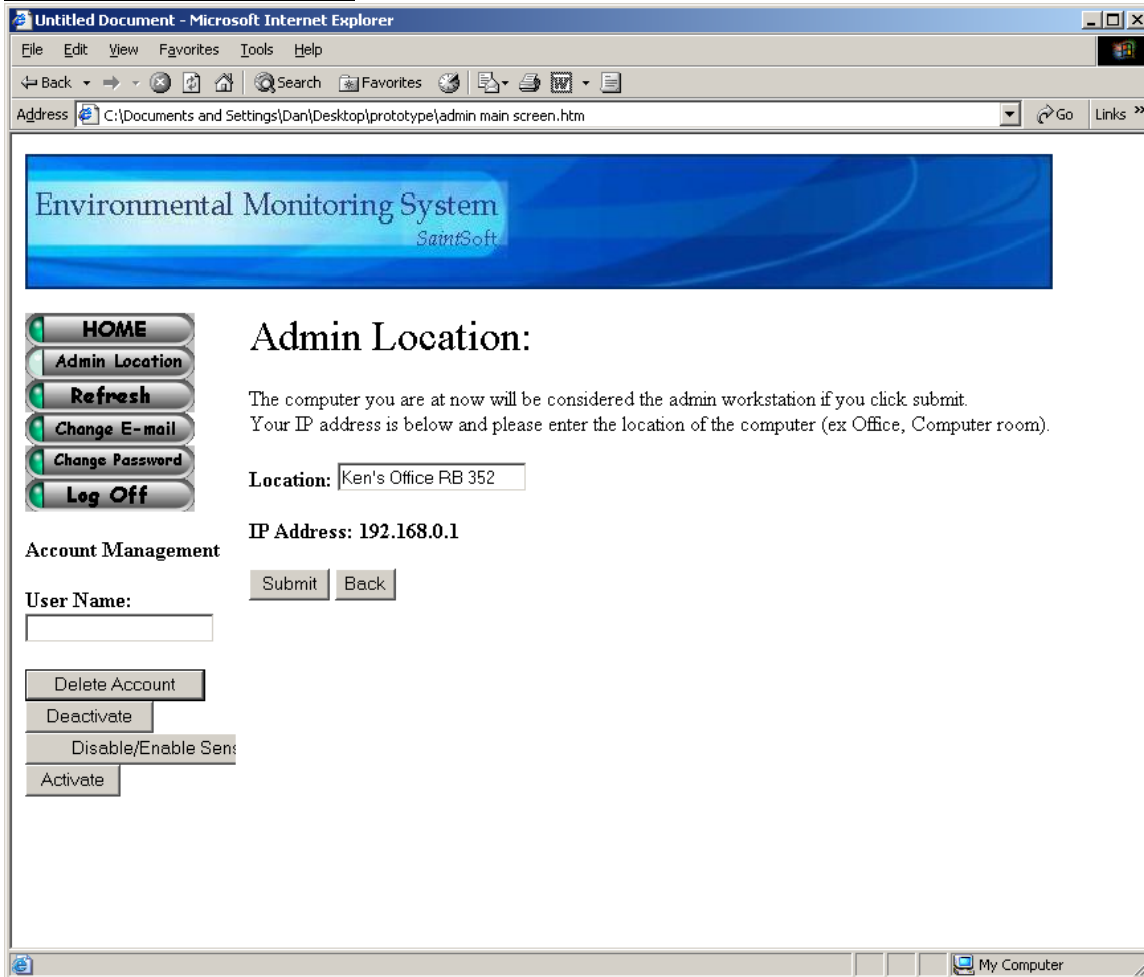 Untitled Document - Microsoft Internet Explorer
File Edit View Favorites Tools Help
Back Search Favorites
Address C:\Documents and Settings\Dan\Desktop\prototype\admin main screen.htm Go Links »
Environmental Monitoring System
SaintSoft
HOME
Admin Location
Refresh
Change E-mail
Change Password
Log Off
Account Management
User Name:
Delete Account
Deactivate
Disable/Enable Sens
Activate
Admin Location:
The computer you are at now will be considered the admin workstation if you click submit.
Your IP address is below and please enter the location of the computer (ex Office, Computer room).
Location: Ken's Office RB 352
IP Address: 192.168.0.1
Submit Back
My Computer